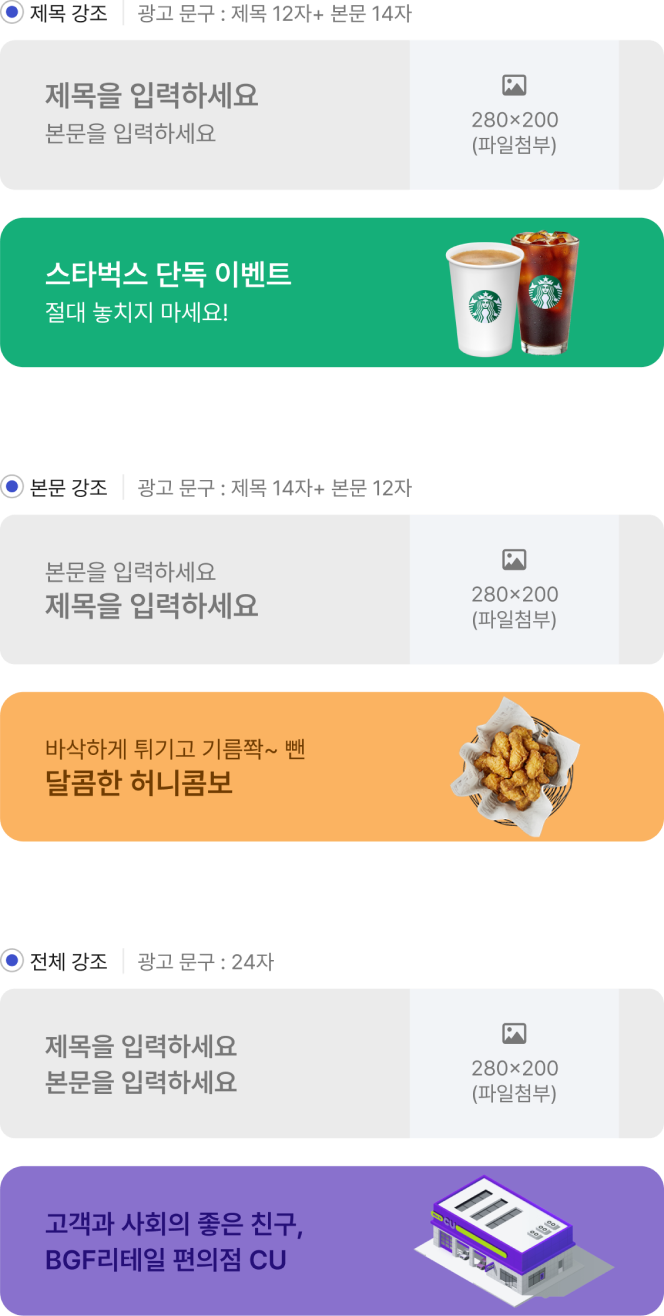 제목 강조 광고 문구 : 제목 12자+ 본문 14자
제목을 입력하세요
본문을 입력하세요
280×200
(파일첨부)
스타벅스 단독 이벤트
절대 놓치지 마세요!
본문 강조 광고 문구 : 제목 14자+ 본문 12자
본문을 입력하세요
제목을 입력하세요
280×200
(파일첨부)
바삭하게 튀기고 기름쫙~ 뺀
달콤한 허니콤보
전체 강조 광고 문구 : 24자
제목을 입력하세요
본문을 입력하세요
280×200
(파일첨부)
고객과 사회의 좋은 친구,
BGF리테일 편의점 CU
CU